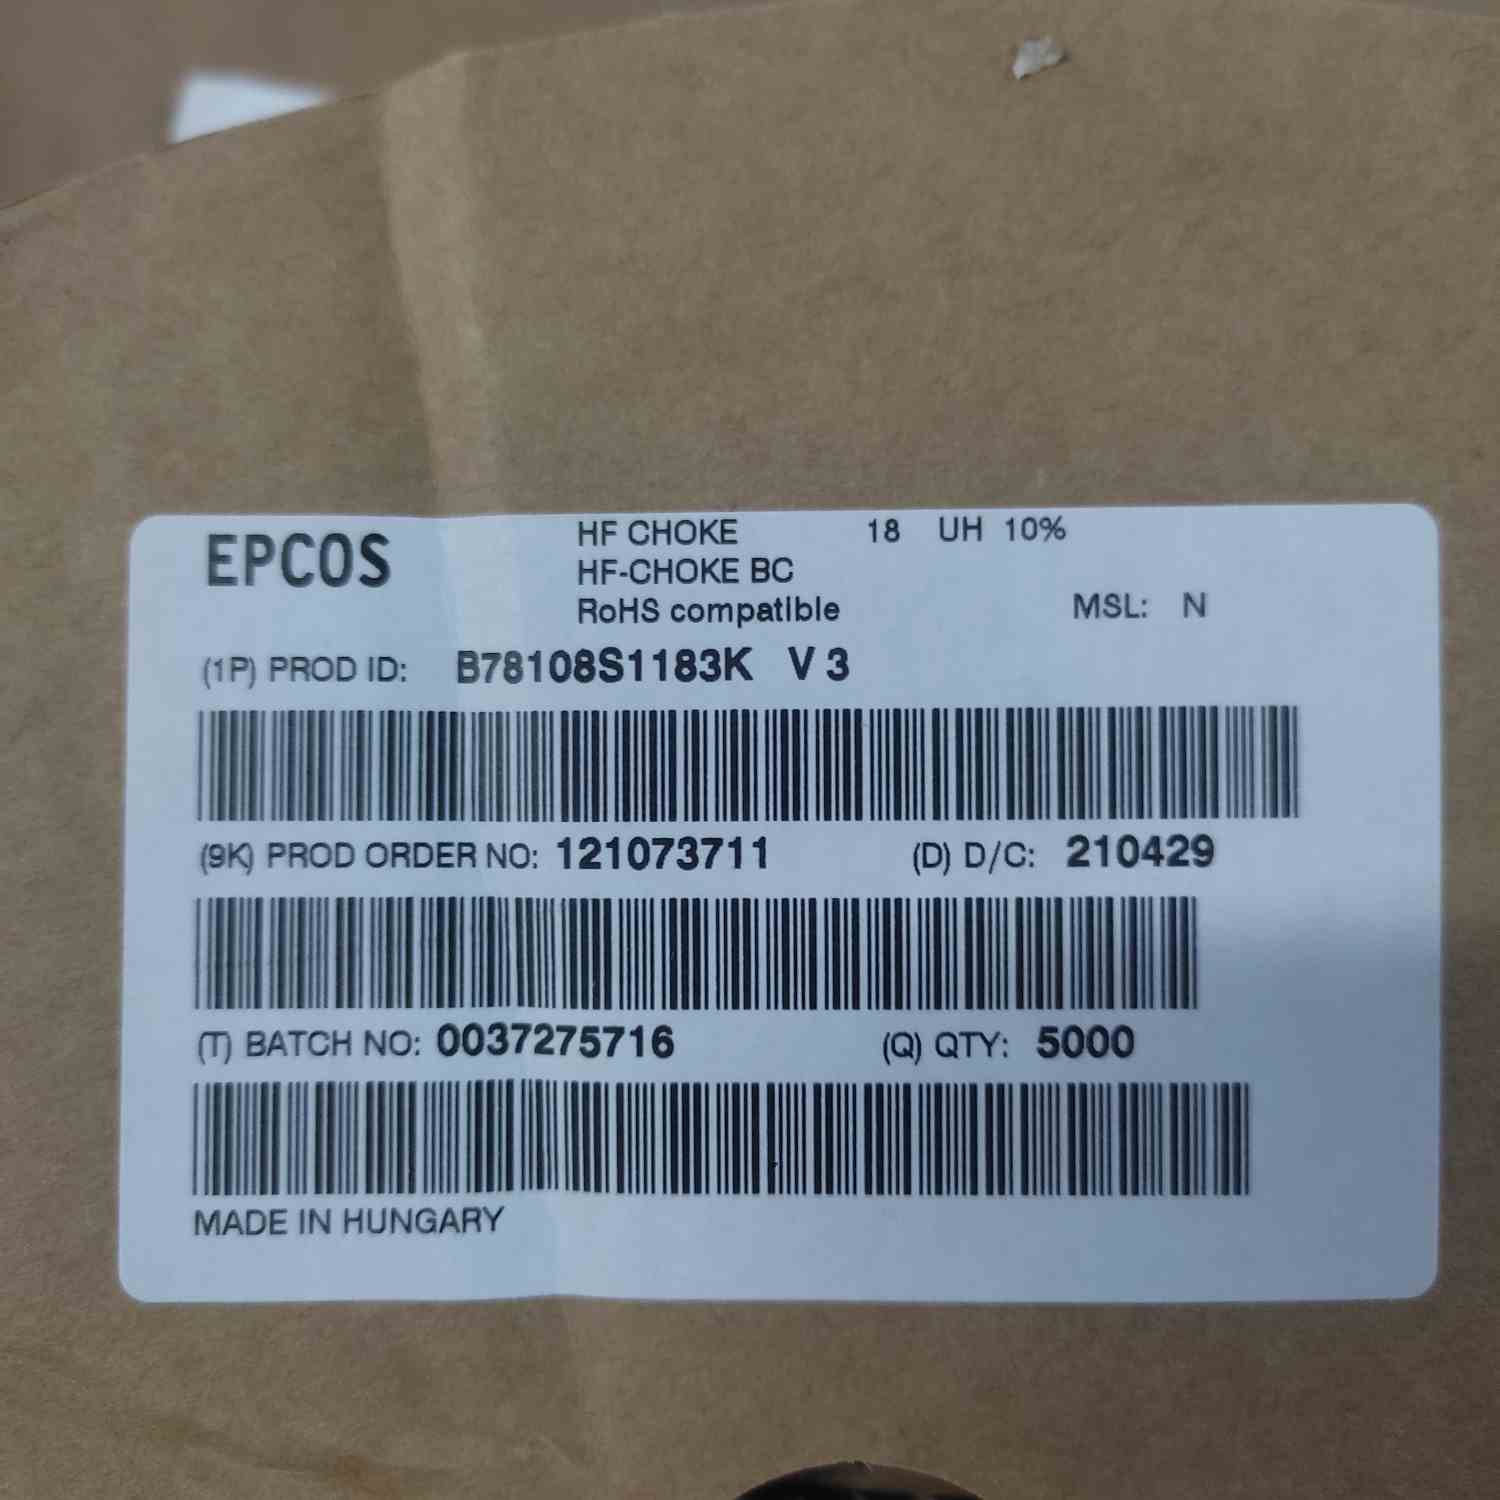 EPCOS
HF CHOKE 18 UH 10%
HF-CHOKE BC
RoHS compatible MSL: N
(1P) PROD ID: B78108S1183K V 3
(9K) PROD ORDER NO: 121073711 (D) D/C: 210429
(T) BATCH NO: 0037275716 (Q) QTY: 5000
MADE IN HUNGARY